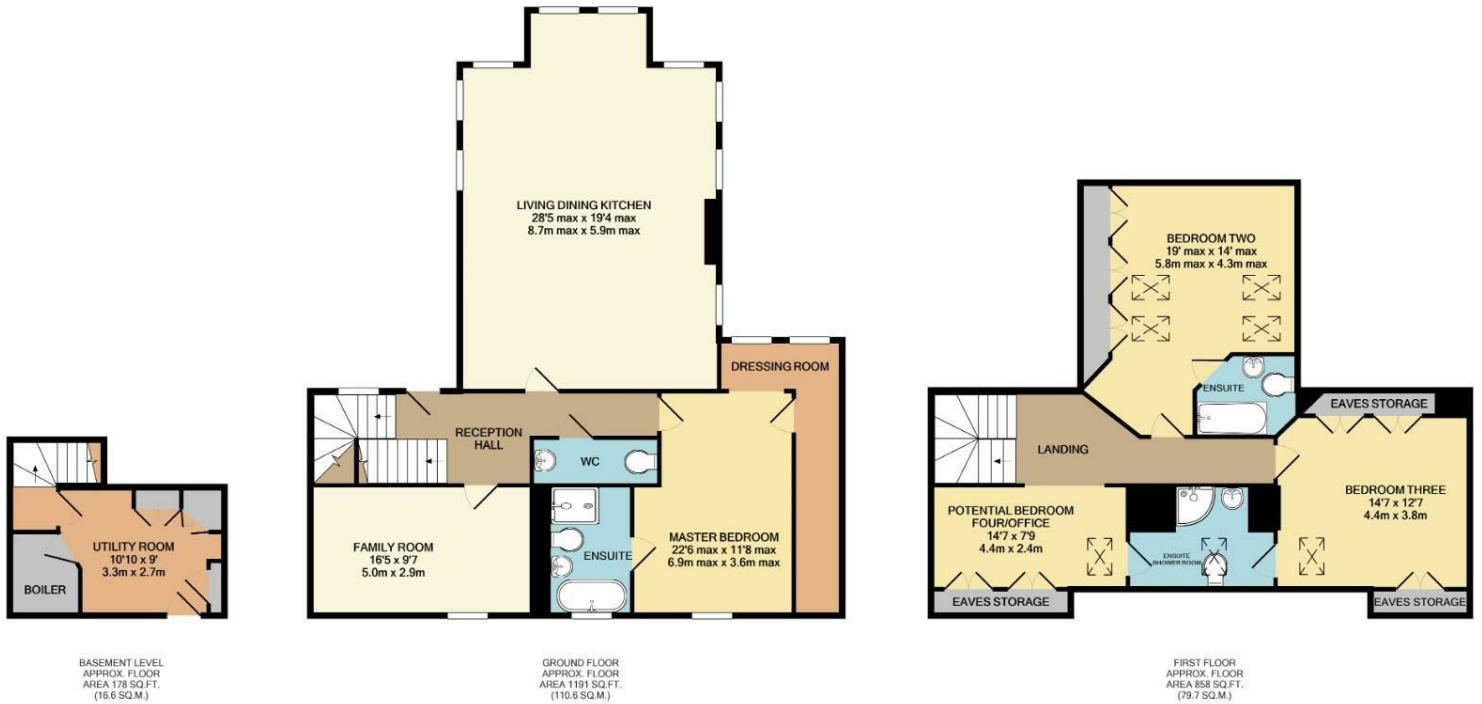 UTILITY ROOM
10'10 x 9'
3.3m x 2.7m
BOILER
BASEMENT LEVEL
APPROX. FLOOR
AREA 178 SQ.FT.
(16.6 SQ.M.)
LIVING DINING KITCHEN
28'5 max x 19'4 max
8.7m max x 5.9m max
DRESSING ROOM
RECEPTION
HALL
WC
FAMILY ROOM
16'5 x 9'7
5.0m x 2.9m
ENSUITE
MASTER BEDROOM
22'6 max x 11'8 max
6.9m max x 3.6m max
GROUND FLOOR
APPROX. FLOOR
AREA 1191 SQ.FT.
(110.6 SQ.M.)
BEDROOM TWO
19' max x 14' max
5.8m max x 4.3m max
ENSUITE
EAVES STORAGE
LANDING
BEDROOM THREE
14'7 x 12'7
4.4m x 3.8m
POTENTIAL BEDROOM
FOUR/OFFICE
14'7 x 7'9
4.4m x 2.4m
ENSUITE
SHOWER ROOM
EAVES STORAGE
EAVES STORAGE
FIRST FLOOR
APPROX. FLOOR
AREA 858 SQ.FT.
(79.7 SQ.M.)